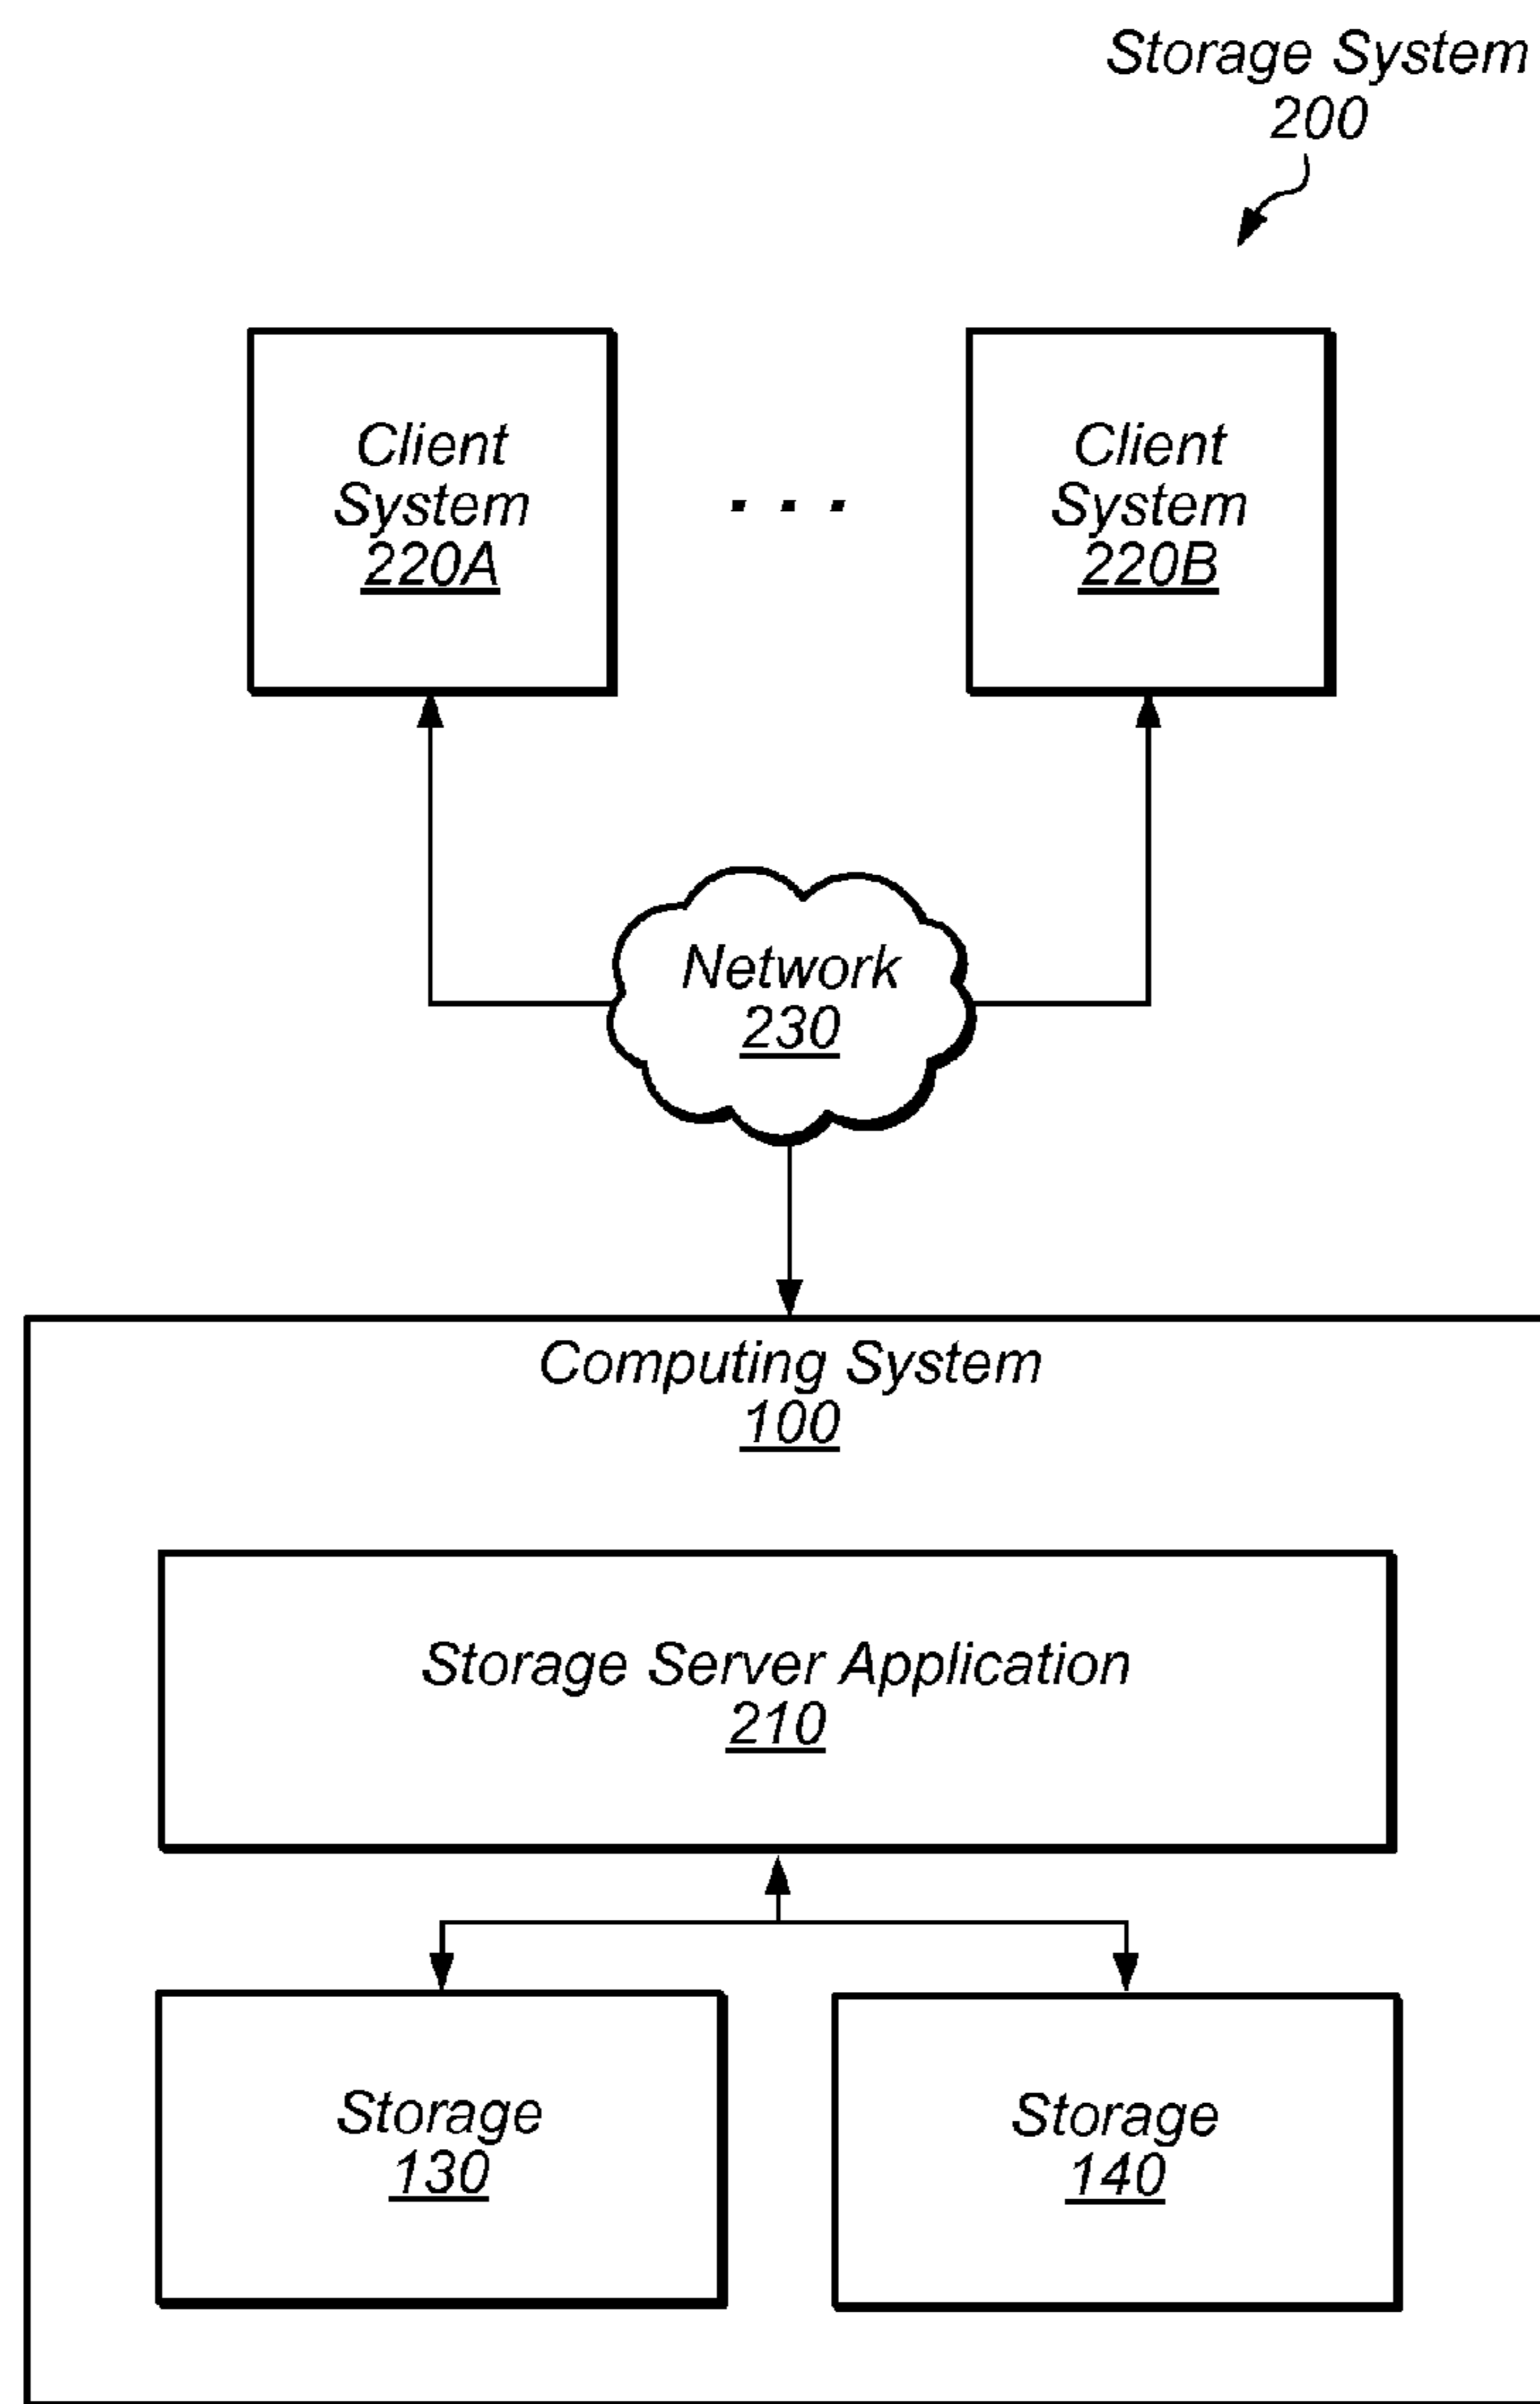 Storage System
200
Client
System
220A
. . .
Client
System
220B
Network
230
Computing System
100
Storage Server Application
210
Storage
130
Storage
140